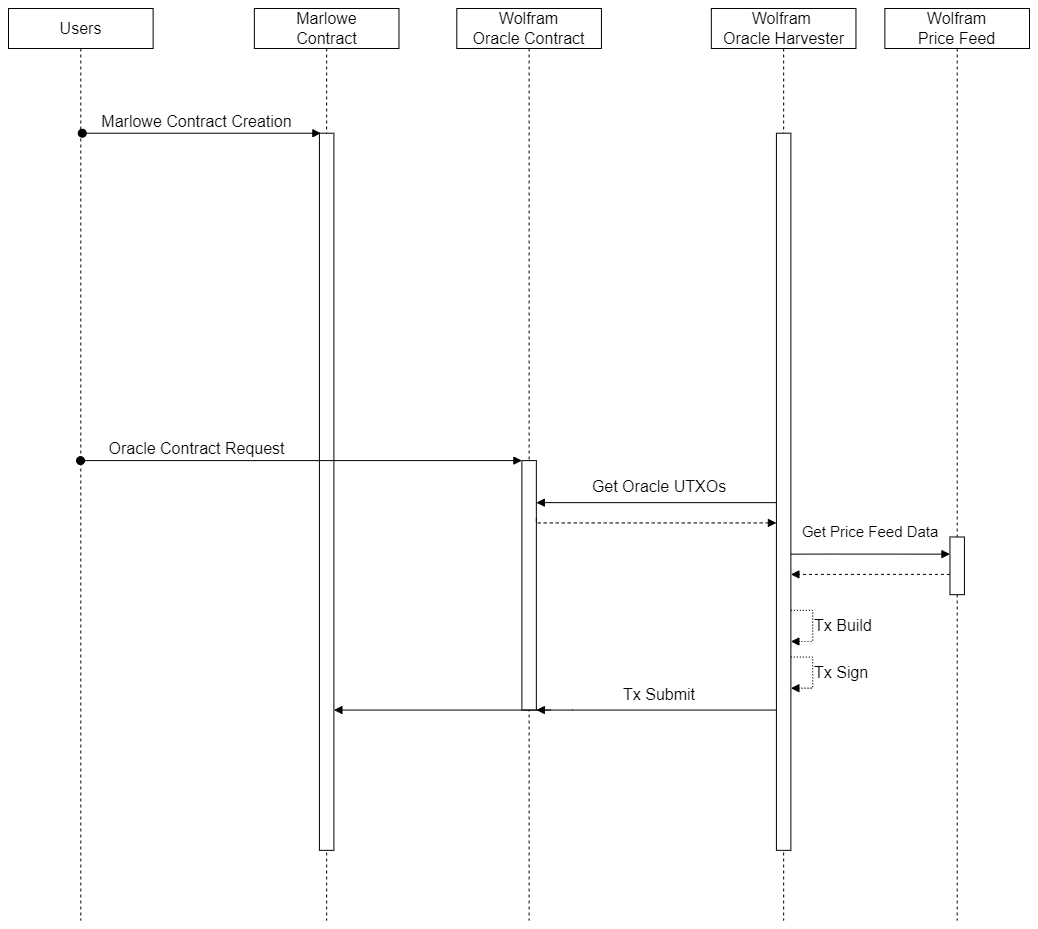 Users
Marlowe
Contract
Wolfram
Oracle Contract
Wolfram
Oracle Harvester
Wolfram
Price Feed
Marlowe Contract Creation
Oracle Contract Request
Get Oracle UTXOs
Get Price Feed Data
Tx Build
Tx Sign
Tx Submit